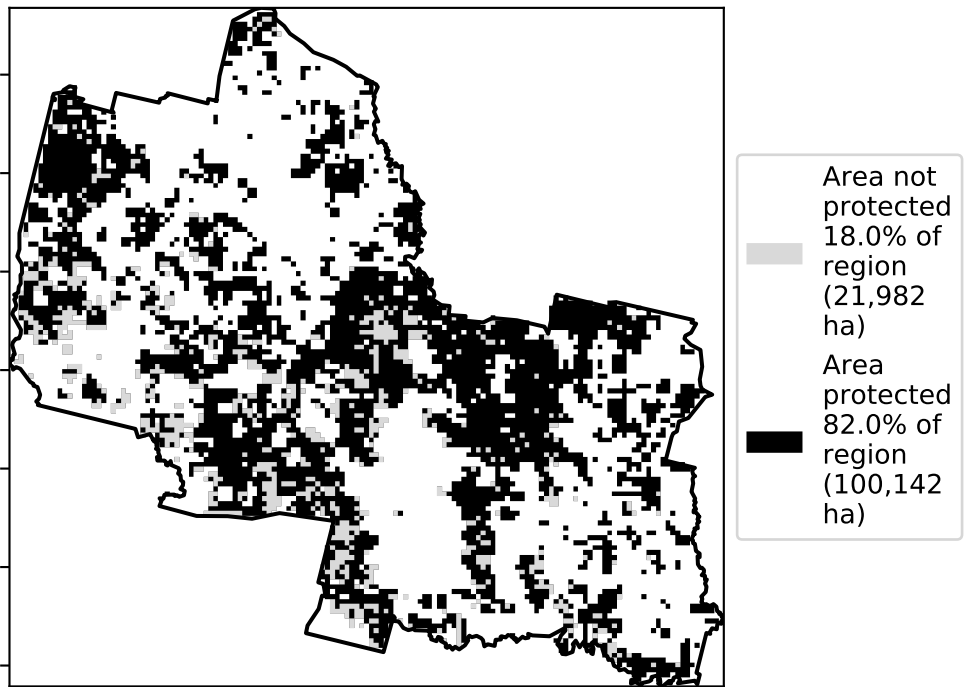 Area not
protected
18.0% of
region
(21,982
ha)
Area
protected
82.0% of
region
(100,142
ha)